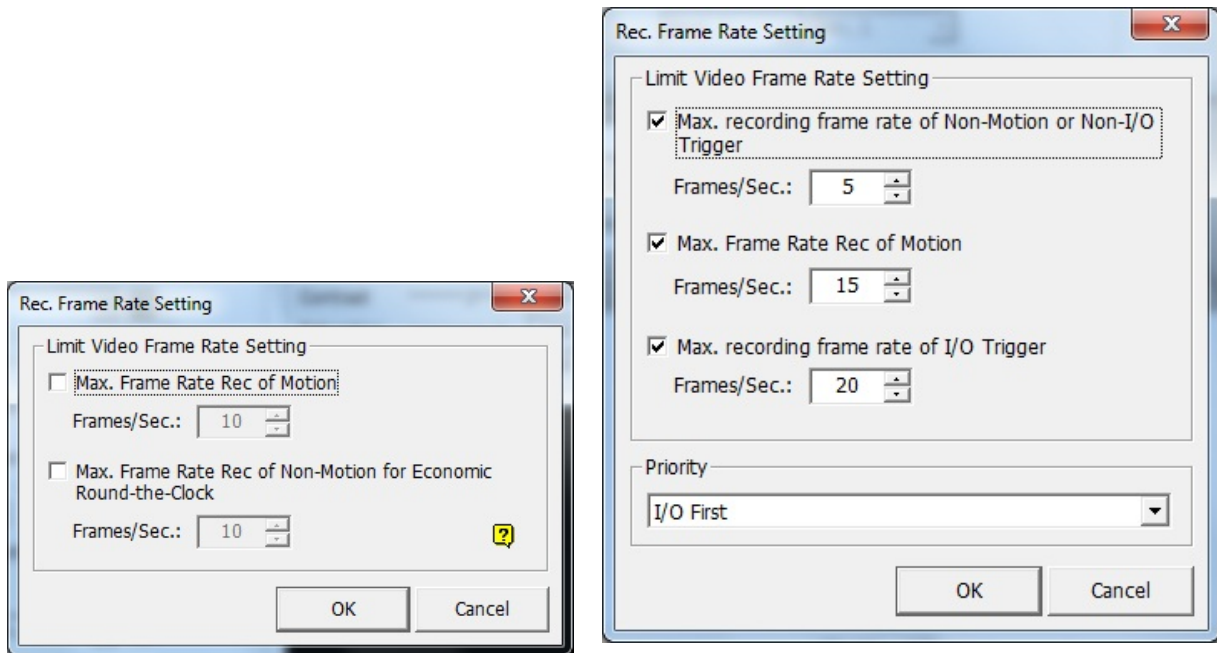 Rec. Frame Rate Setting
Limit Video Frame Rate Setting
Max. Frame Rate Rec of Motion
Frames/Sec.: 10
Max. Frame Rate Rec of Non-Motion for Economic
Round-the-Clock
Frames/Sec.: 10
?
OK Cancel
Rec. Frame Rate Setting
Limit Video Frame Rate Setting
Max. recording frame rate of Non-Motion or Non-I/O
Trigger
Frames/Sec.: 5
Max. Frame Rate Rec of Motion
Frames/Sec.: 15
Max. recording frame rate of I/O Trigger
Frames/Sec.: 20
Priority
I/O First
OK Cancel